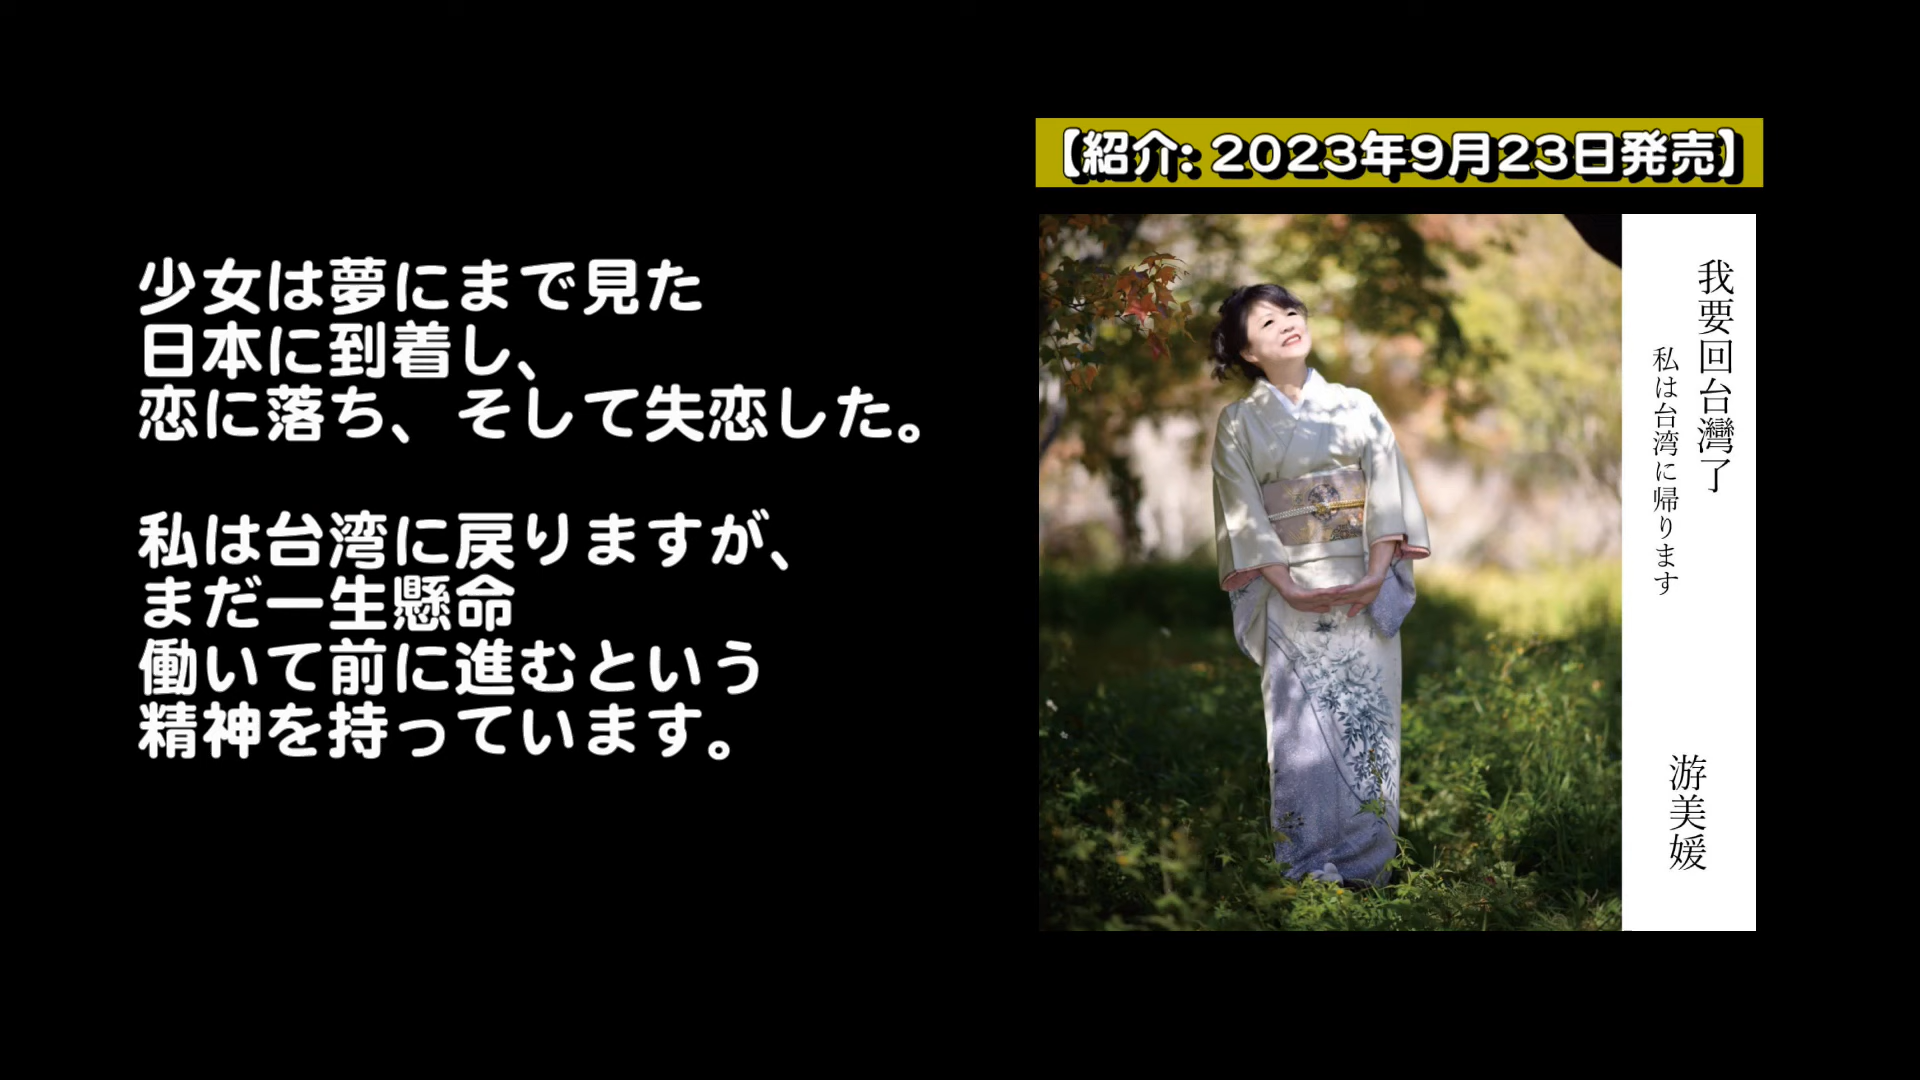 少女は夢にまで見た
日本に到着し、
恋に落ち、そして失恋した。
私は台湾に戻りますが、
まだ一生懸命
働いて前に進むという
精神を持っています。
【紹介: 2023年9月23日発売】
我要回台灣了
私は台湾に帰ります
游美媛